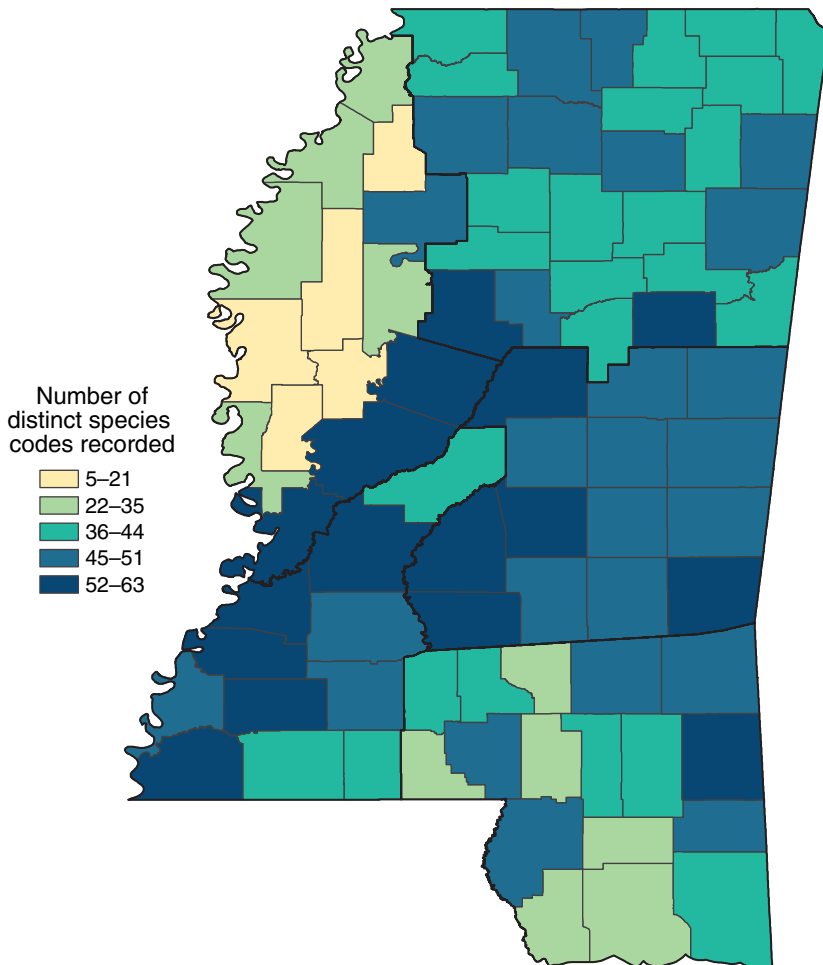 Number of
distinct species
codes recorded
5–21
22–35
36–44
45–51
52–63